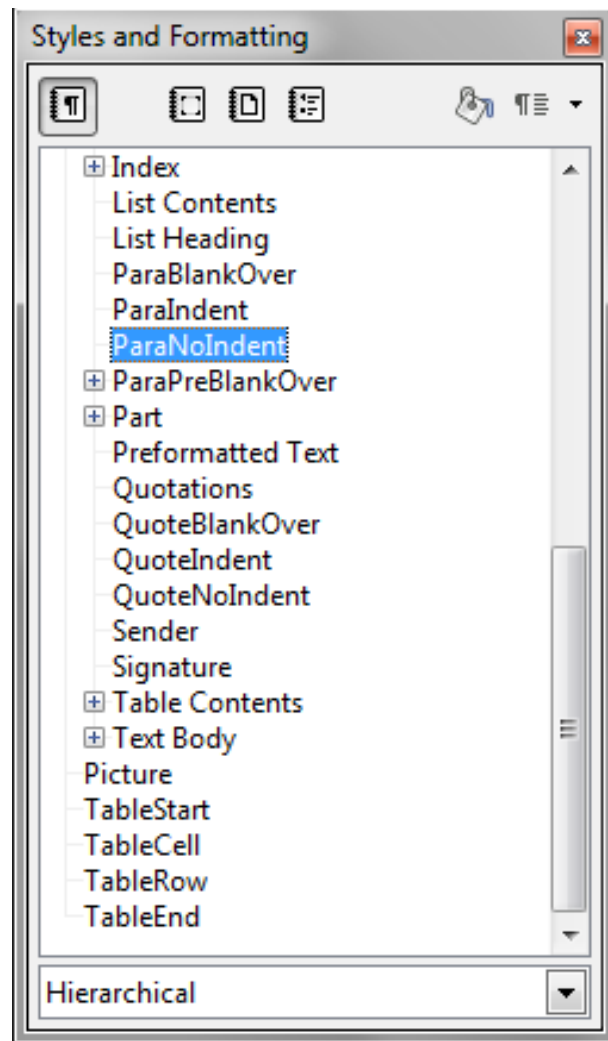 Styles and Formatting
Index
List Contents
List Heading
ParaBlankOver
ParaIndent
ParaNoIndent
ParaPreBlankOver
Part
Preformatted Text
Quotations
QuoteBlankOver
QuoteIndent
QuoteNoIndent
Sender
Signature
Table Contents
Text Body
Picture
TableStart
TableCell
TableRow
TableEnd
Hierarchical